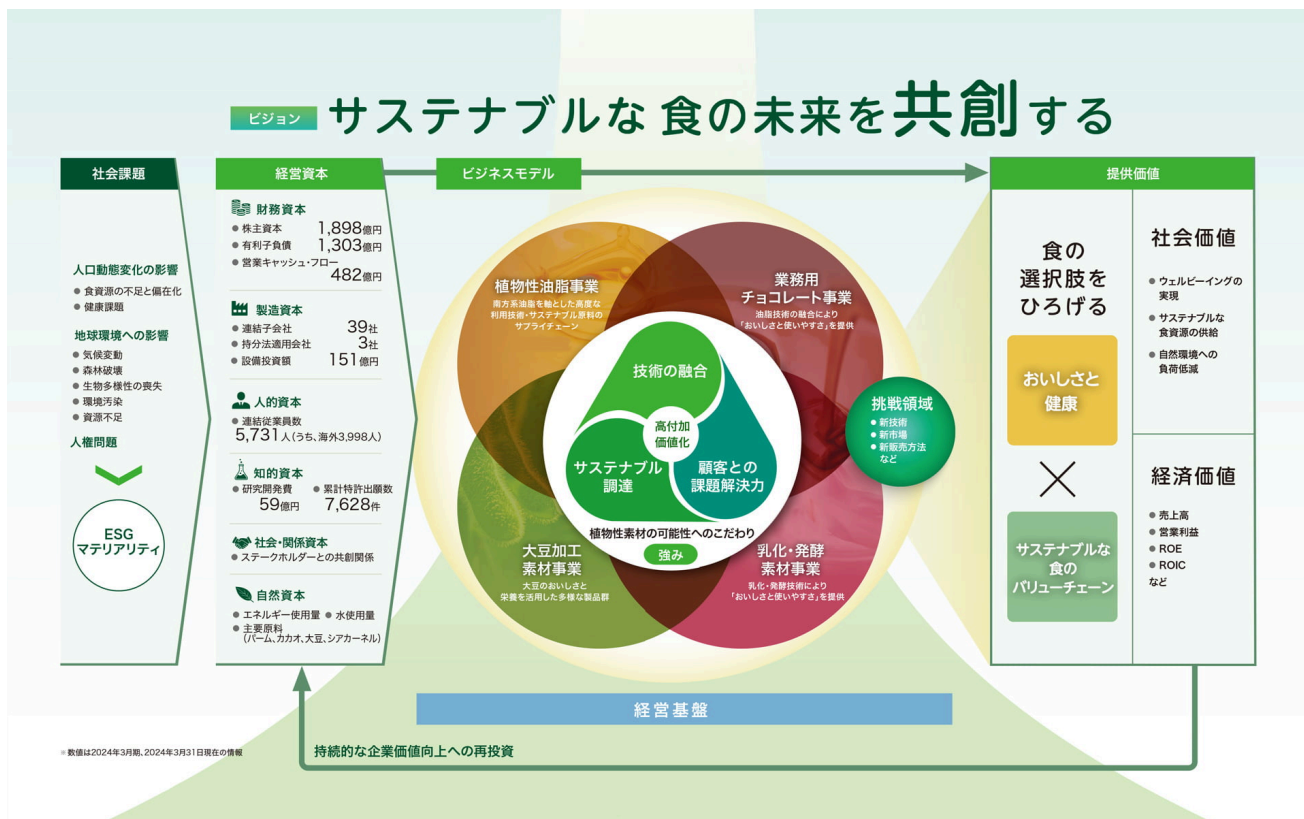 ビジョン サステナブルな 食の未来を共創する
社会課題
人口動態変化の影響
● 食資源の不足と偏在化
● 健康課題
地球環境への影響
● 気候変動
● 森林破壊
● 生物多様性の喪失
● 環境汚染
● 資源不足
人権問題
ESG
マテリアリティ
経営資本
財務資本
● 株主資本 1,898億円
● 有利子負債 1,303億円
● 営業キャッシュ・フロー
482億円
製造資本
● 連結子会社 39社
● 持分法適用会社 3社
● 設備投資額 151億円
人的資本
● 連結従業員数
5,731人(うち、海外3,998人)
知的資本
● 研究開発費 ● 累計特許出願数
59億円 7,628件
社会・関係資本
● ステークホルダーとの共創関係
自然資本
● エネルギー使用量 ● 水使用量
● 主要原料
(パーム、カカオ、大豆、シアカーネル)
ビジネスモデル
植物性油脂事業
南方系油脂を軸とした高度な
利用技術・サステナブル原料の
サプライチェーン
業務用
チョコレート事業
油脂技術の融合により
「おいしさと使いやすさ」を提供
技術の融合
高付加
価値化
サステナブル
調達
顧客との
課題解決力
植物性素材の可能性へのこだわり
強み
挑戦領域
● 新技術
● 新市場
● 新販売方法
など
大豆加工
素材事業
大豆のおいしさと
栄養を活用した多様な製品群
乳化・発酵
素材事業
乳化・発酵技術により
「おいしさと使いやすさ」を提供
経営基盤
提供価値
食の
選択肢を
ひろげる
おいしさと
健康
×
サステナブルな
食の
バリューチェーン
社会価値
● ウェルビーイングの
実現
● サステナブルな
食資源の供給
● 自然環境への
負荷低減
経済価値
● 売上高
● 営業利益
● ROE
● ROIC
など
持続的な企業価値向上への再投資
※数値は2024年3月期、2024年3月31日現在の情報